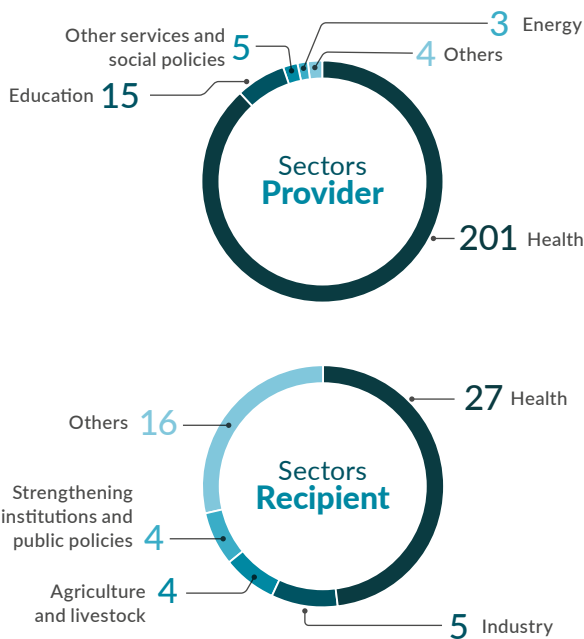 3 Energy
Other services and
social policies 5
4 Others
Education 15
Sectors
Provider
201 Health
27 Health
Others 16
Sectors
Recipient
Strengthening
institutions and
public policies 4
Agriculture
and livestock 4
5 Industry